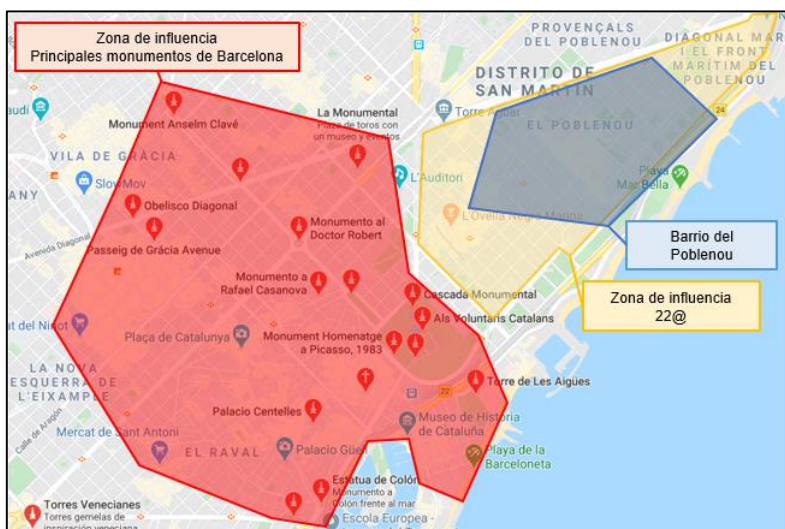 Zona de influencia
Principales monumentos de Barcelona
PROVENÇALS
DEL POBLENOU
DIAGONAL MAR
I EL FRONT
MARÍTIM DEL
POBLENOU
DISTRITO DE
SAN MARTÍN
La Monumental
Plaza de toros con
un museo y eventos
Torre Agbar
24
Monument Anselm Clavé
EL POBLENOU
VILA DE GRÀCIA
SlowMov
L'Auditori
Playa
Mar Bella
Obelisco Diagonal
L'Ovella Negra Marina
Monumento al
Doctor Robert
Avenida Diagonal
Passeig de Grácia Avenue
Barrio del
Poblenou
Monumento a
Rafael Casanova
Cascada Monumental
Zona de influencia
22@
Als Voluntaris Catalans
Plaça de Catalunya
Monument Homenatge
a Picasso, 1983
LA NOVA
ESQUERRA DE
L'EIXAMPLE
Torre de Les Aigües
22
Palacio Centelles
Museo de Historia
de Cataluña
Calle de Aragón
Mercat de Sant Antoni
EL RAVAL
Palacio Güell
Playa de la
Barceloneta
Estatua de Colón
Monumento a
Colón frente al mar
Torres Venecianes
Torres gemelas de
inspiración veneciana
Escola Europea -